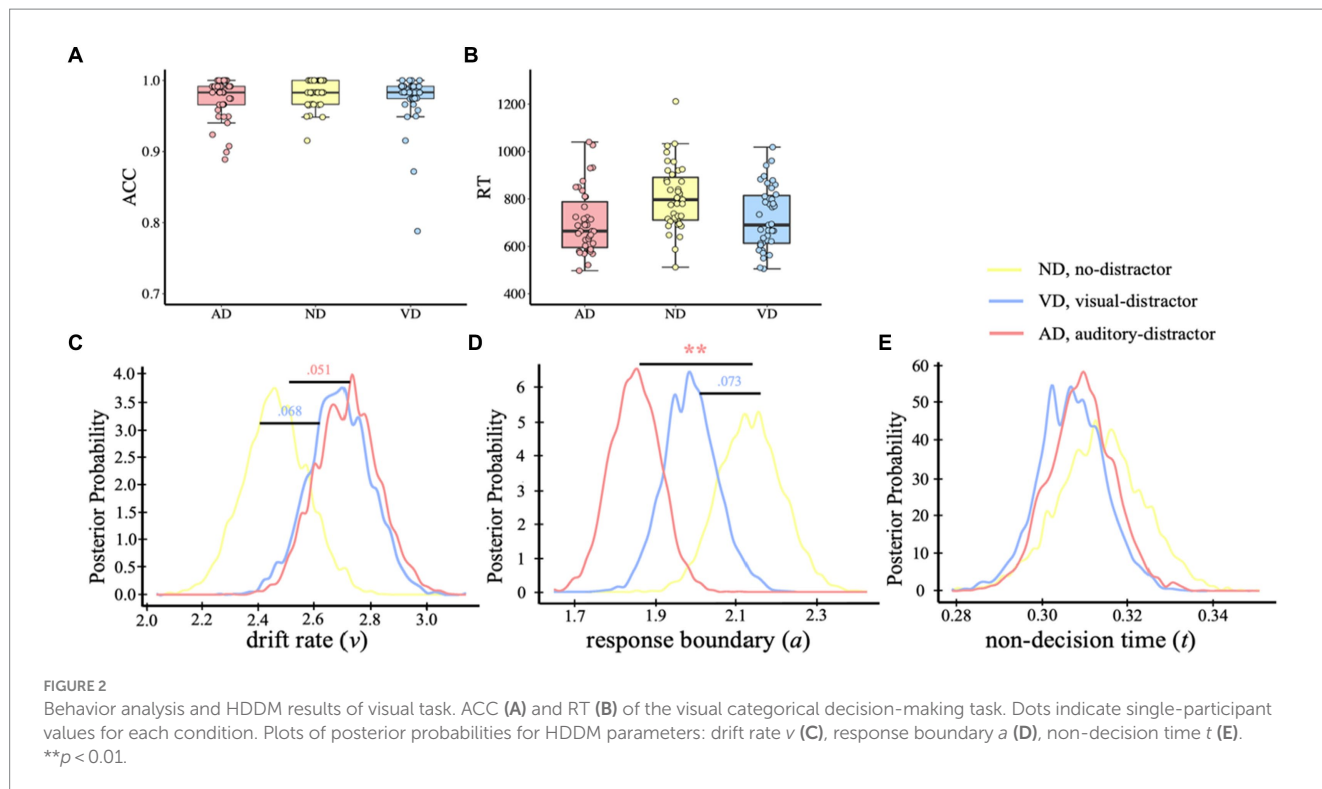 A
B
1.0
0.9
0.8
0.7
ACC
AD
ND
VD
1200
1000
800
600
400
RT
AD
ND
VD
ND, no-distractor
VD, visual-distractor
AD, auditory-distractor
C
D
E
4.0
3.5
3.0
2.5
2.0
1.5
1.0
0.5
0.0
Posterior Probability
.051
.068
2.0
2.2
2.4
2.6
2.8
3.0
drift rate (v)
6
5
4
3
2
1
0
Posterior Probability
**
.073
1.7
1.9
2.1
2.3
response boundary (a)
60
50
40
30
20
10
0
Posterior Probability
0.28
0.30
0.32
0.34
non-decision time (t)
FIGURE 2
Behavior analysis and HDDM results of visual task. ACC (A) and RT (B) of the visual categorical decision-making task. Dots indicate single-participant
values for each condition. Plots of posterior probabilities for HDDM parameters: drift rate v (C), response boundary a (D), non-decision time t (E).
**p < 0.01.